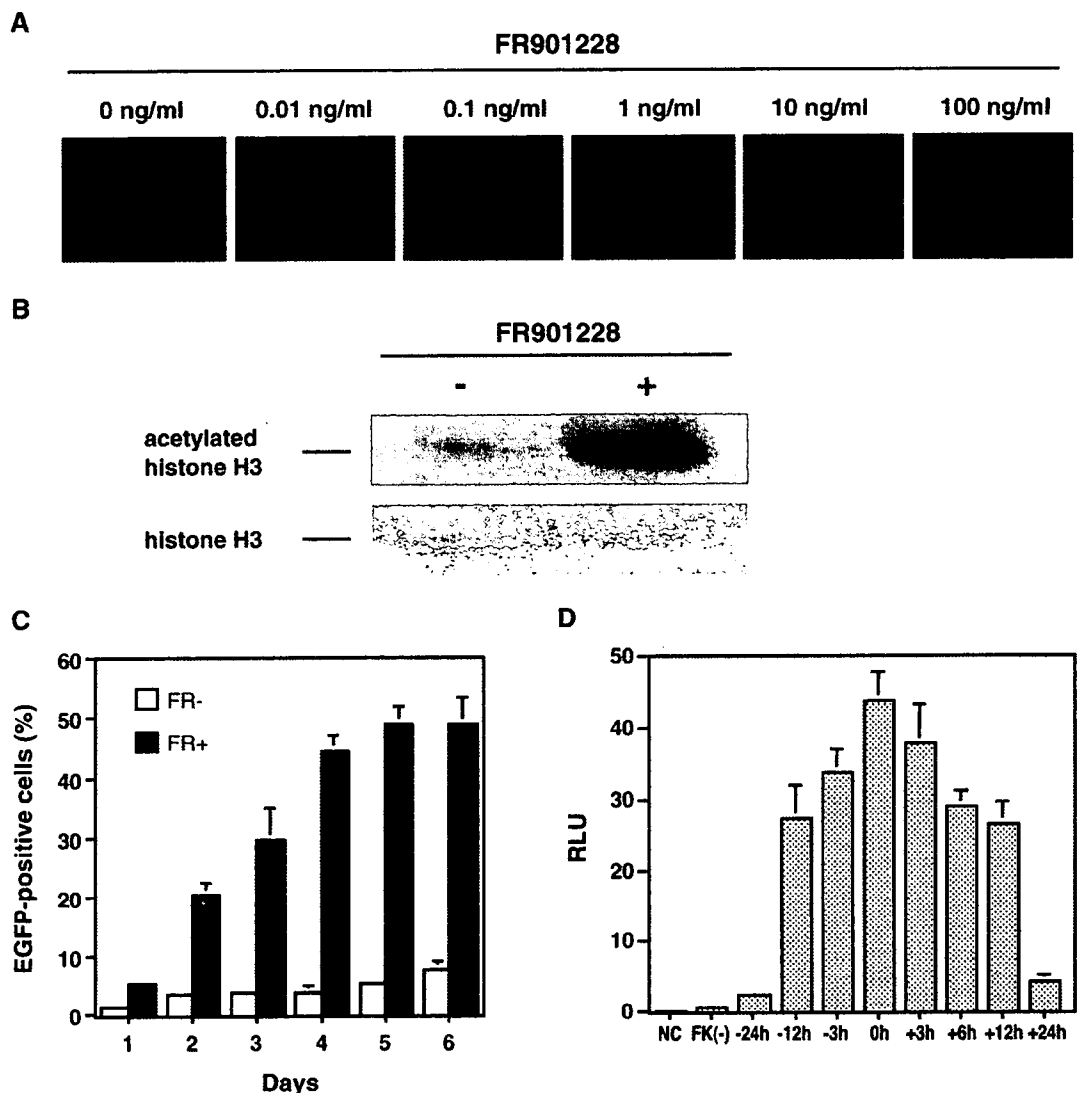 A
FR901228
0 ng/ml 0.01 ng/ml 0.1 ng/ml 1 ng/ml 10 ng/ml 100 ng/ml
B
FR901228
- +
acetylated
histone H3
histone H3
C
EGFP-positive cells (%)
60
50
40
30
20
10
0
FR-
FR+
1 2 3 4 5 6
Days
D
RLU
50
40
30
20
10
0
NC FK(-) -24h -12h -3h 0h +3h +6h +12h +24h